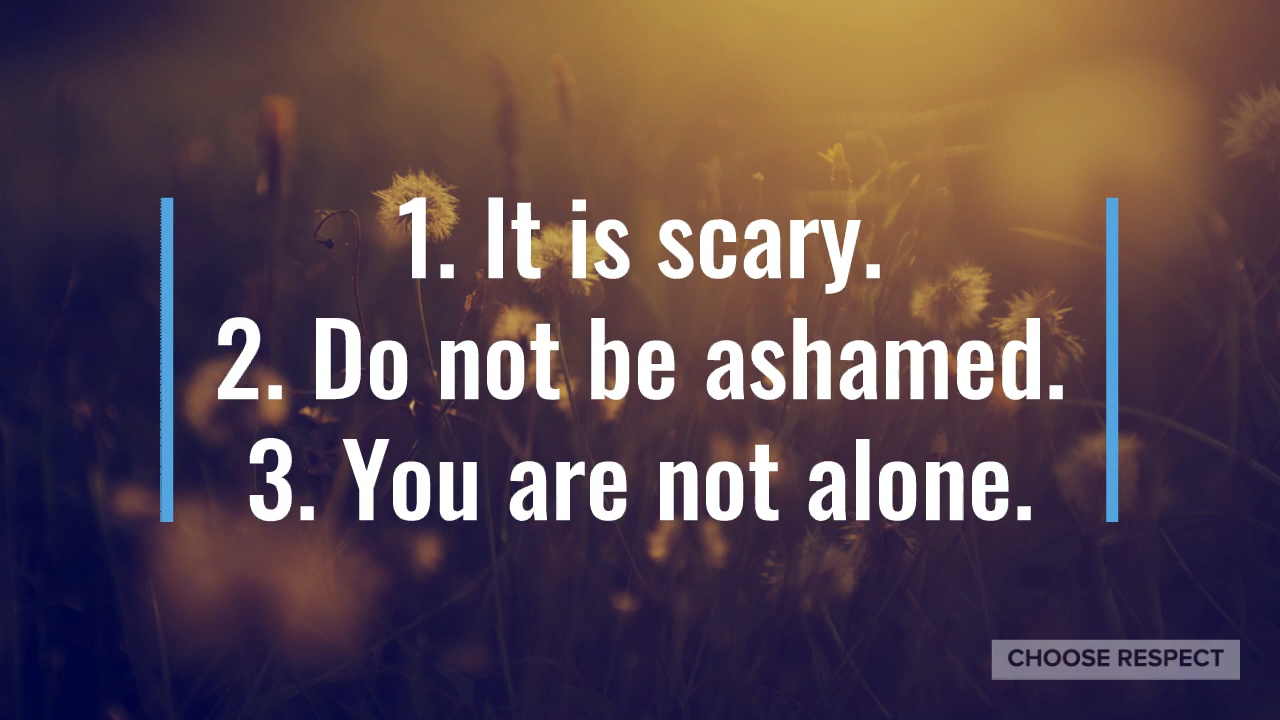 1. It is scary.
2. Do not be ashamed.
3. You are not alone.
CHOOSE RESPECT